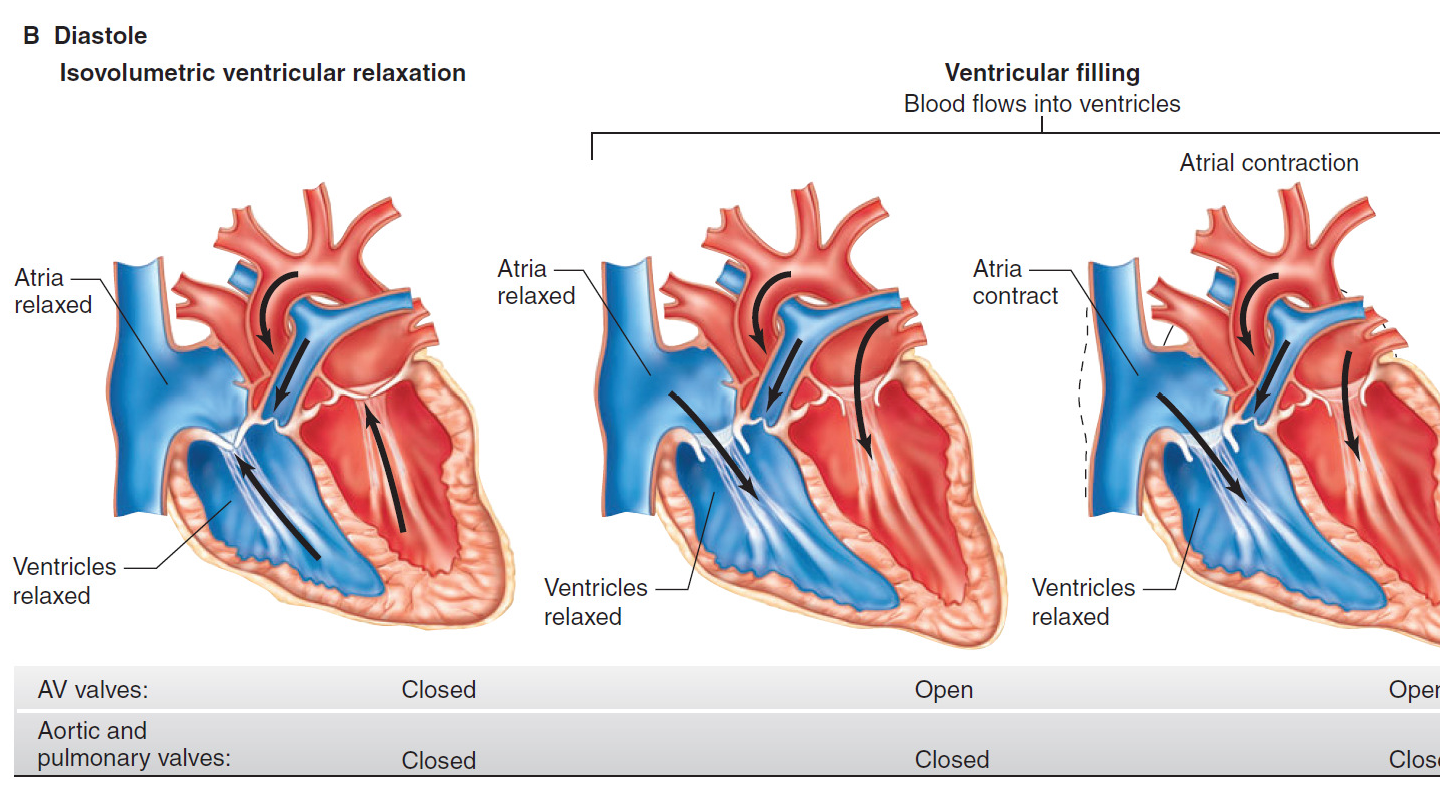 B Diastole
Isovolumetric ventricular relaxation
Ventricular filling
Blood flows into ventricles
Atrial contraction
Atria
relaxed
Atria
relaxed
Atria
contract
Ventricles
relaxed
Ventricles
relaxed
Ventricles
relaxed
AV valves: Closed Open
Aortic and
pulmonary valves: Closed Closed